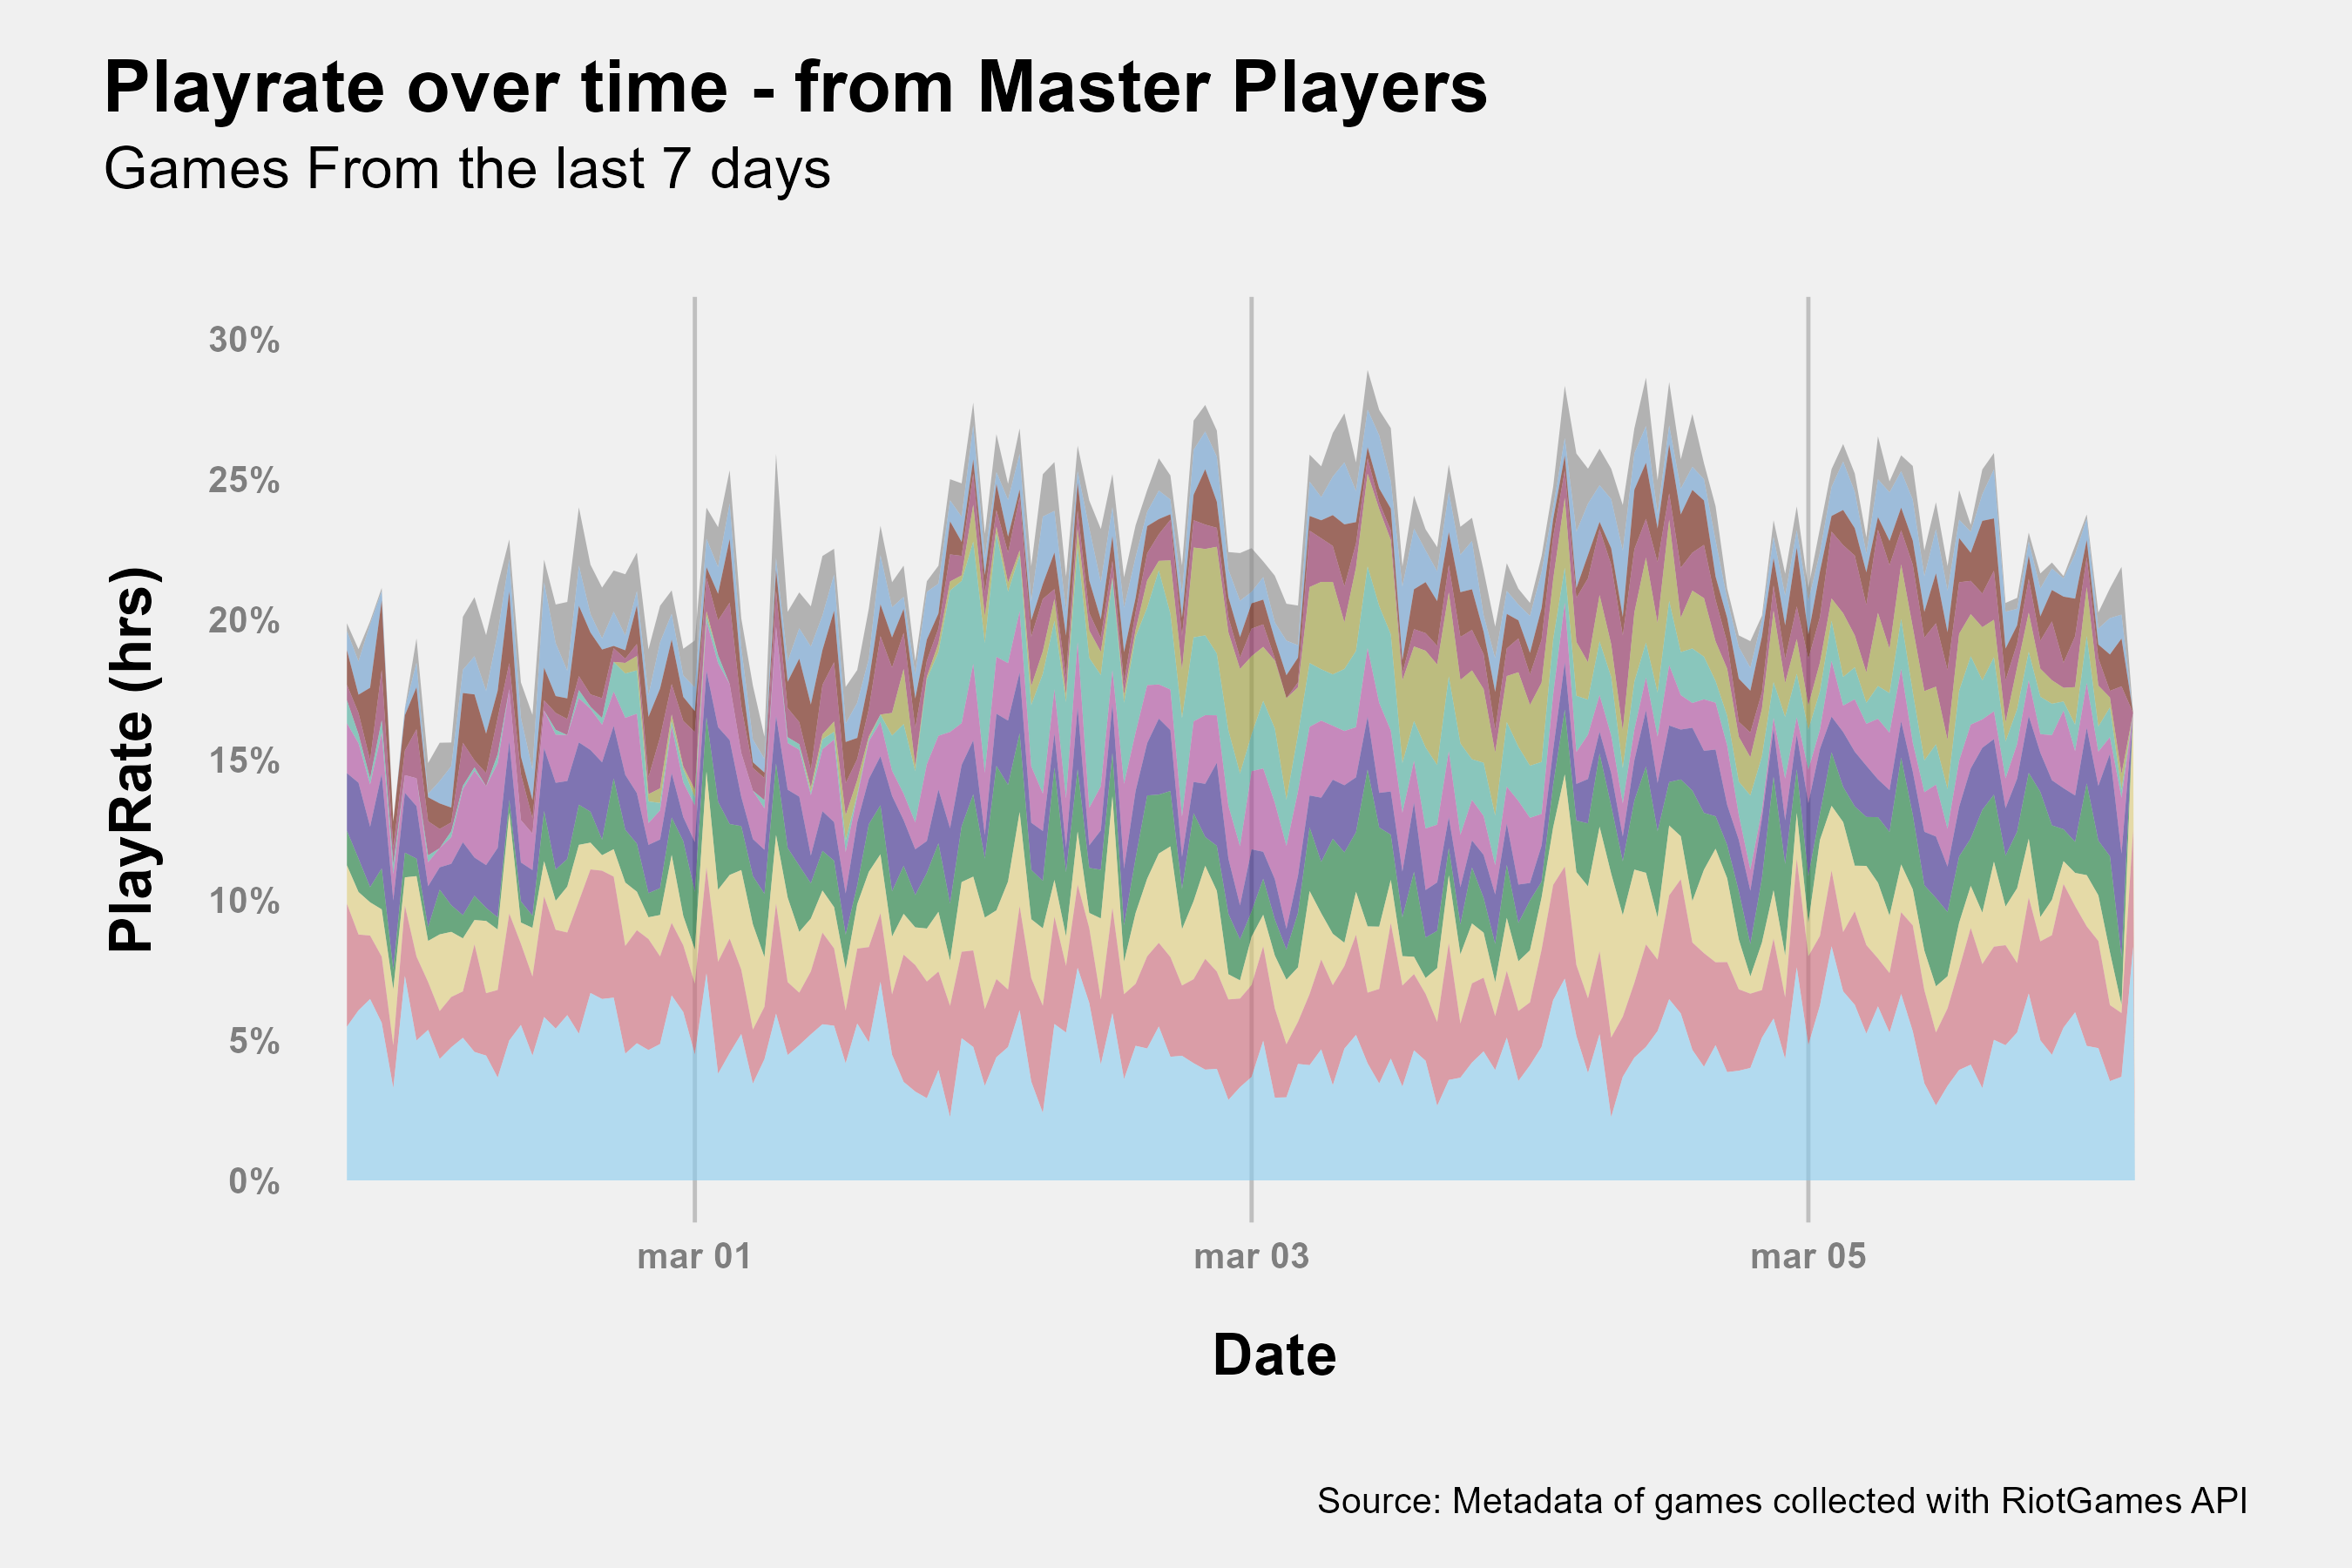 Playrate over time - from Master Players
Games From the last 7 days
PlayRate (hrs)
30%
25%
20%
15%
10%
5%
0%
mar 01
mar 03
mar 05
Date
Source: Metadata of games collected with RiotGames API